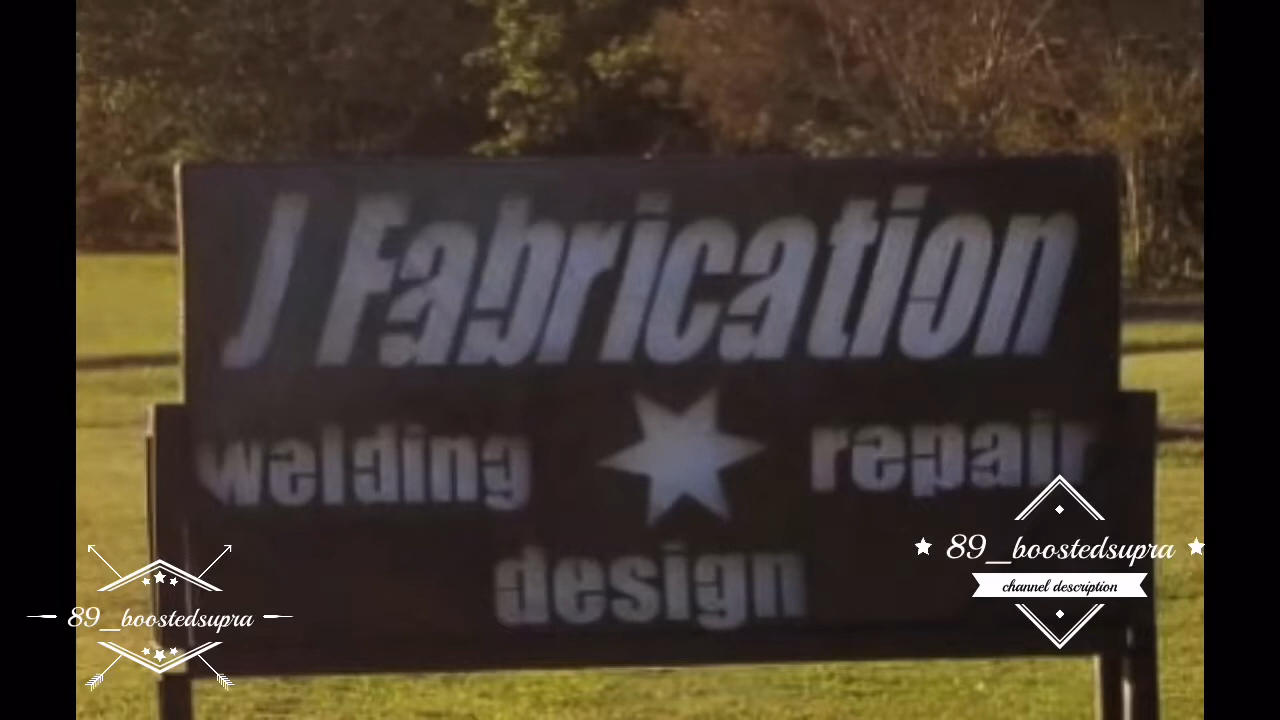 J Fabrication
welding repair
design
89_boostedsupra
channel description
89_boostedsupra